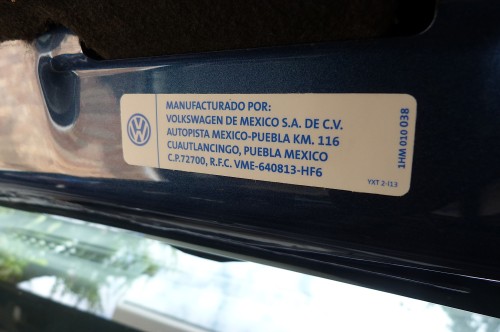 MANUFACTURADO POR:
VOLKSWAGEN DE MEXICO S.A. DE C.V.
AUTOPISTA MEXICO-PUEBLA KM. 116
CUAUTLANCINGO, PUEBLA MEXICO
C.P.72700, R.F.C. VME-640813-HF6
1HM 010 038
YXT 2-I13